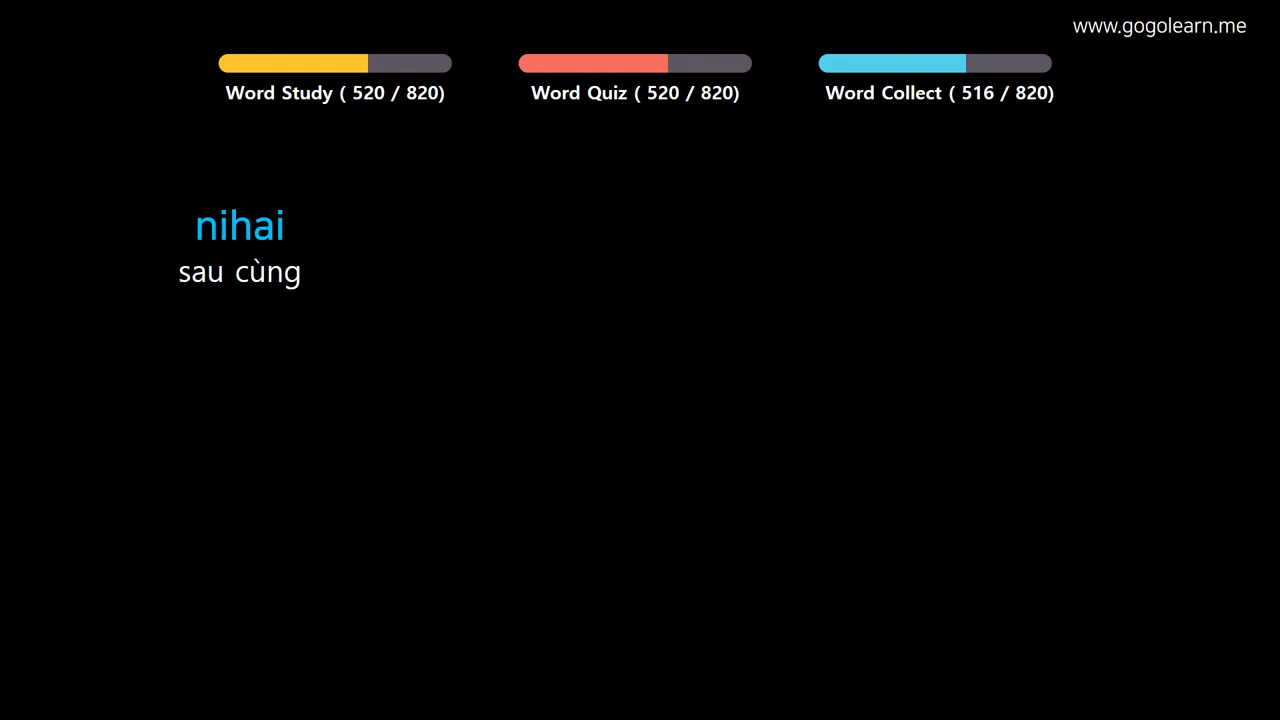 www.gogolearn.me
Word Study ( 520 / 820)
Word Quiz ( 520 / 820)
Word Collect ( 516 / 820)
nihai
sau cùng